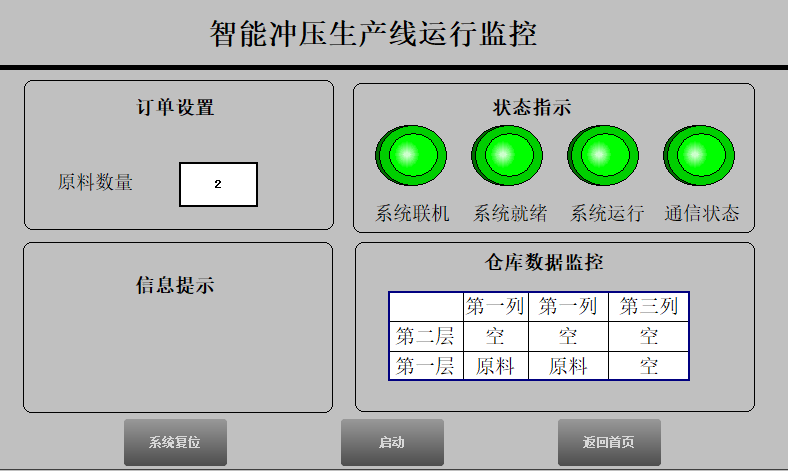 智能冲压生产线运行监控
订单设置
原料数量 2
状态指示
系统联机 系统就绪 系统运行 通信状态
信息提示
仓库数据监控
第一列 第一列 第三列
第二层 空 空 空
第一层 原料 原料 空
系统复位 启动 返回首页